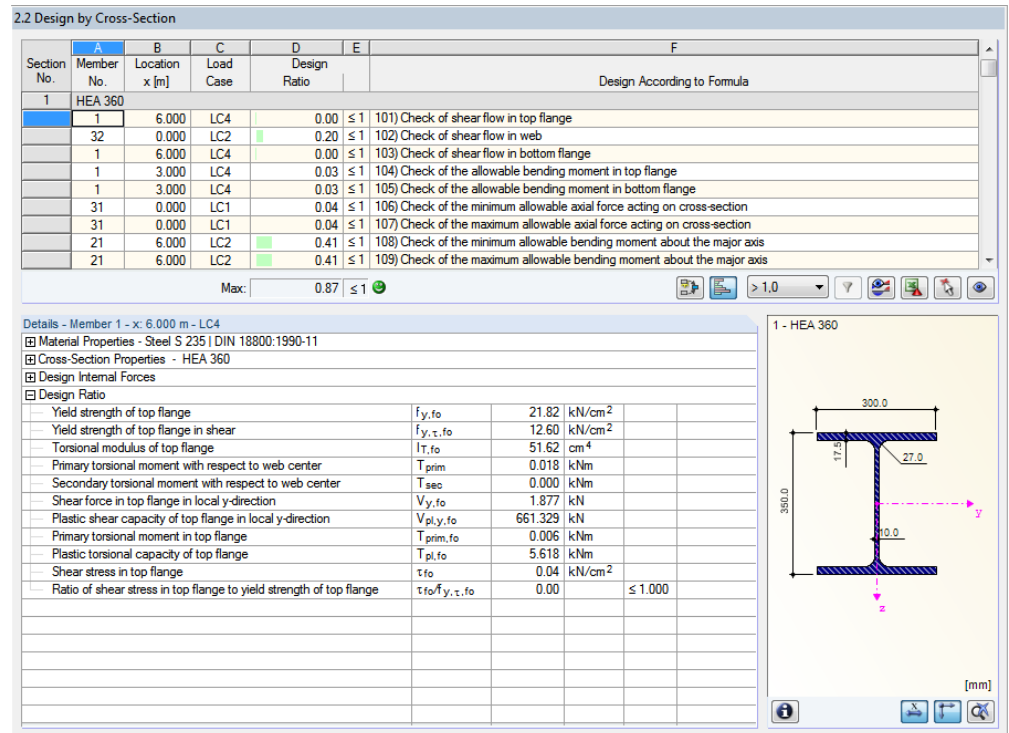 2.2 Design by Cross-Section
A B C D E F
Section Member Location Load Design
No. No. x [m] Case Ratio Design According to Formula
1 HEA 360
1 6.000 LC4 0.00 ≤ 1 101) Check of shear flow in top flange
32 0.000 LC2 0.20 ≤ 1 102) Check of shear flow in web
1 6.000 LC4 0.00 ≤ 1 103) Check of shear flow in bottom flange
1 3.000 LC4 0.03 ≤ 1 104) Check of the allowable bending moment in top flange
1 3.000 LC4 0.03 ≤ 1 105) Check of the allowable bending moment in bottom flange
31 0.000 LC1 0.04 ≤ 1 106) Check of the minimum allowable axial force acting on cross-section
31 0.000 LC1 0.04 ≤ 1 107) Check of the maximum allowable axial force acting on cross-section
21 6.000 LC2 0.41 ≤ 1 108) Check of the minimum allowable bending moment about the major axis
21 6.000 LC2 0.41 ≤ 1 109) Check of the maximum allowable bending moment about the major axis
Max: 0.87 ≤ 1 > 1,0
Details - Member 1 - x: 6.000 m - LC4
Material Properties - Steel S 235 | DIN 18800:1990-11
Cross-Section Properties - HEA 360
Design Internal Forces
Design Ratio
Yield strength of top flange fy,fo 21.82 kN/cm2
Yield strength of top flange in shear fy,τ,fo 12.60 kN/cm2
Torsional modulus of top flange IT,fo 51.62 cm4
Primary torsional moment with respect to web center Tprim 0.018 kNm
Secondary torsional moment with respect to web center Tsec 0.000 kNm
Shear force in top flange in local y-direction Vy,fo 1.877 kN
Plastic shear capacity of top flange in local y-direction Vpl,y,fo 661.329 kN
Primary torsional moment in top flange Tprim,fo 0.006 kNm
Plastic torsional capacity of top flange Tpl,fo 5.618 kNm
Shear stress in top flange τfo 0.04 kN/cm2
Ratio of shear stress in top flange to yield strength of top flange τfo/fy,τ,fo 0.00 ≤ 1.000
1 - HEA 360
300.0
17.5
27.0
350.0
y
10.0
z
[mm]
X